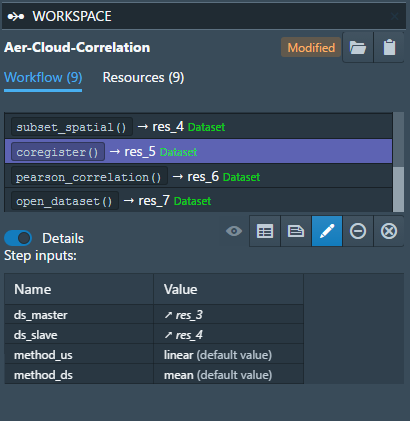 WORKSPACE
Aer-Cloud-Correlation Modified
Workflow (9) Resources (9)
subset_spatial() → res_4 Dataset
coregister() → res_5 Dataset
pearson_correlation() → res_6 Dataset
open_dataset() → res_7 Dataset
Details
Step inputs:
Name Value
ds_master ↗ res_3
ds_slave ↗ res_4
method_us linear (default value)
method_ds mean (default value)